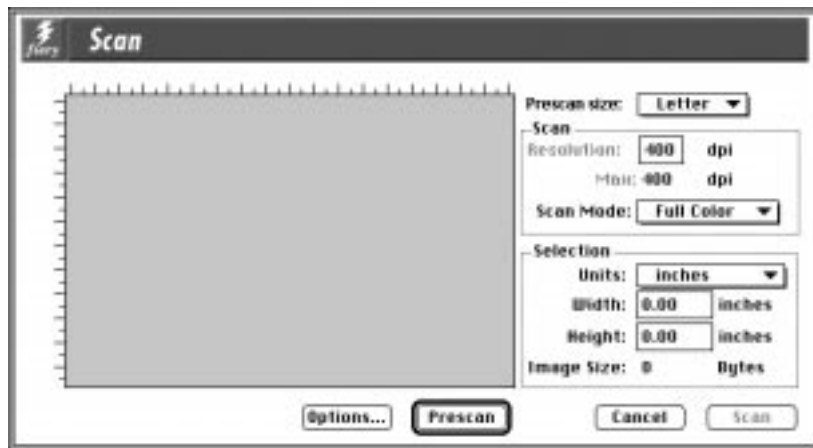 fiery Scan
Prescan size: Letter
Scan
Resolution: 400 dpi
Max: 400 dpi
Scan Mode: Full Color
Selection
Units: inches
Width: 0.00 inches
Height: 0.00 inches
Image Size: 0 Bytes
Options... Prescan Cancel Scan